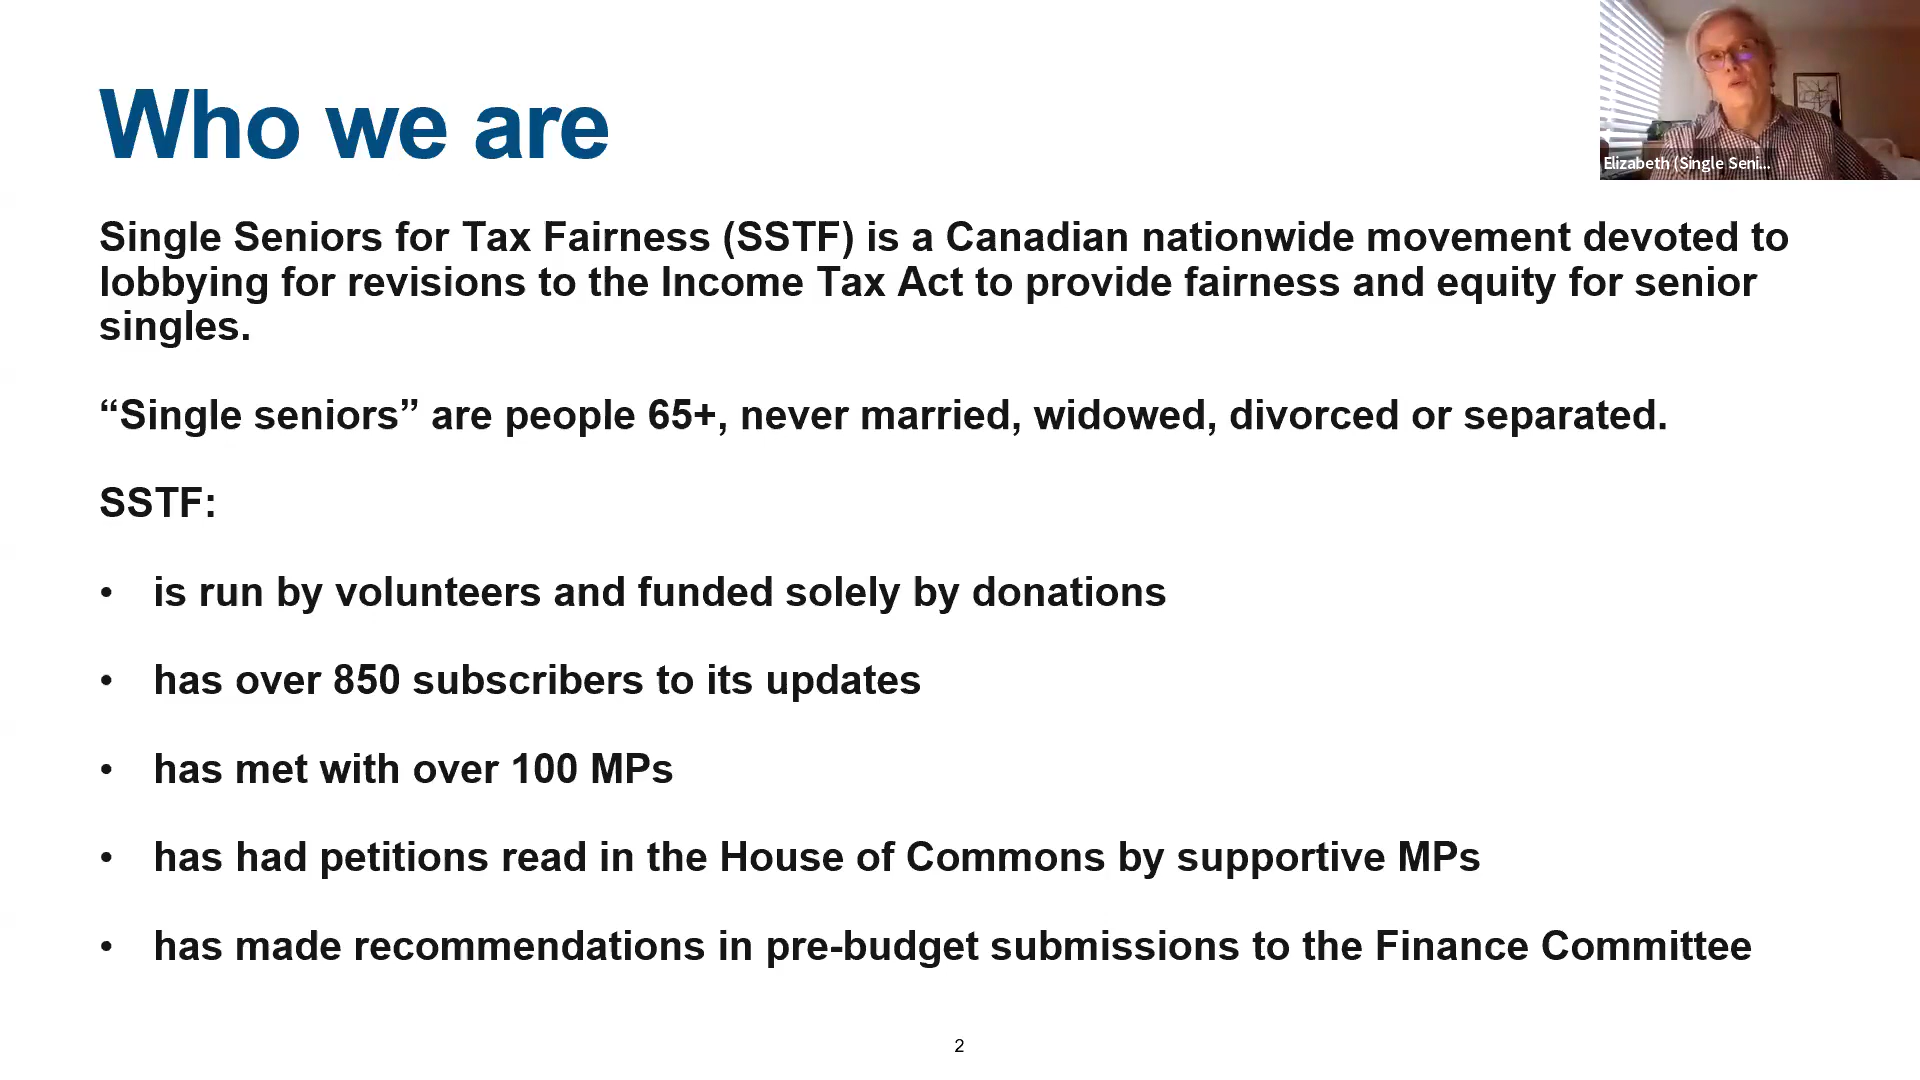 Who we are
Elizabeth (Single Seni...
Single Seniors for Tax Fairness (SSTF) is a Canadian nationwide movement devoted to
lobbying for revisions to the Income Tax Act to provide fairness and equity for senior
singles.
“Single seniors” are people 65+, never married, widowed, divorced or separated.
SSTF:
• is run by volunteers and funded solely by donations
• has over 850 subscribers to its updates
• has met with over 100 MPs
• has had petitions read in the House of Commons by supportive MPs
• has made recommendations in pre-budget submissions to the Finance Committee
2